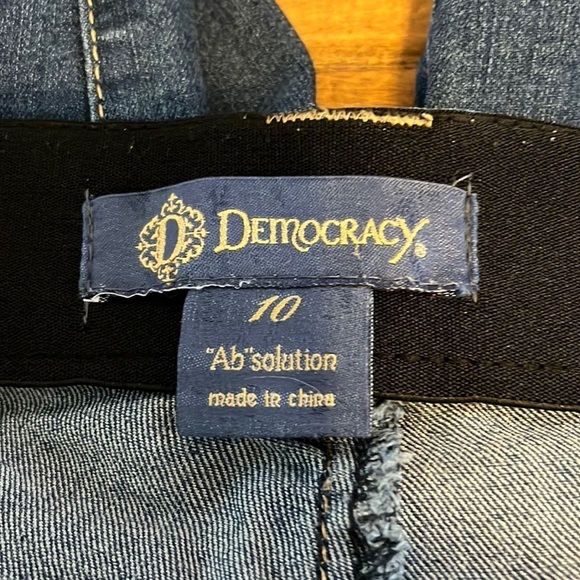 D DEMOCRACY®
10
"Ab"solution
made in china